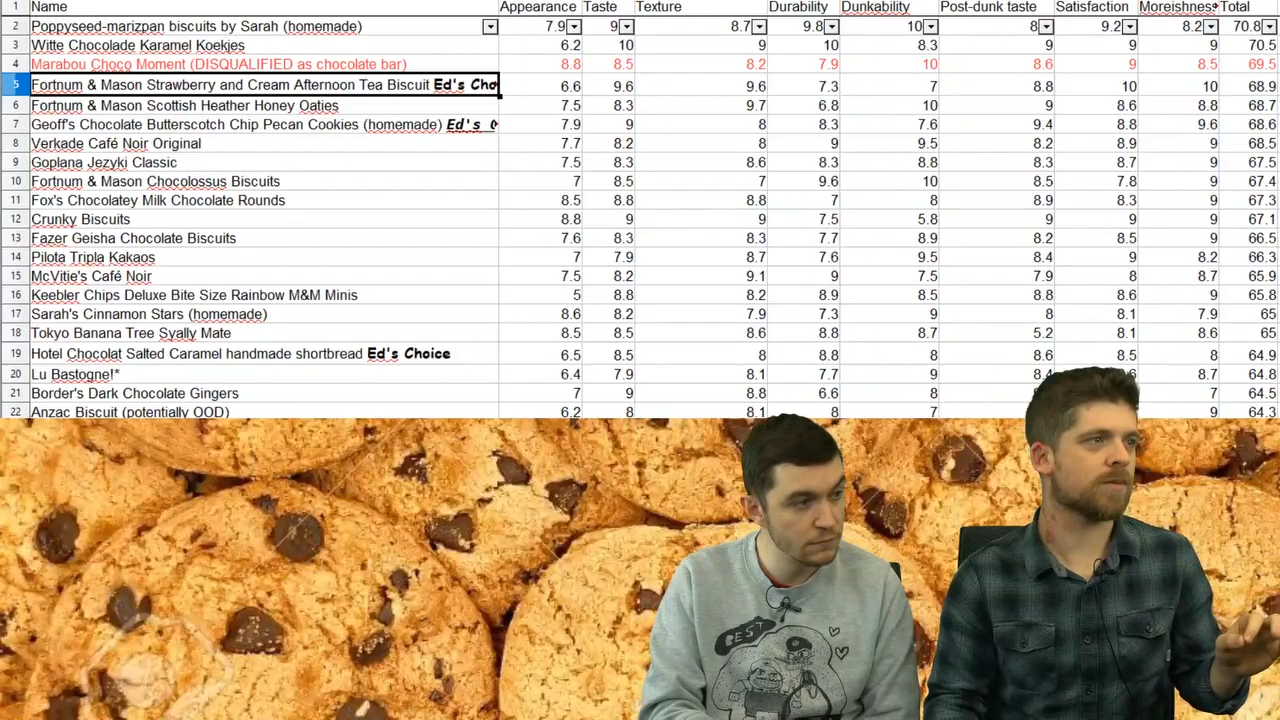 1 Name Appearance Taste Texture Durability Dunkability Post-dunk taste Satisfaction Moreishness Total
2 Poppyseed-marizpan biscuits by Sarah (homemade) 7.9 9 8.7 9.8 10 8 9.2 8.2 70.8
3 Witte Chocolade Karamel Koekjes 6.2 10 9 10 8.3 9 9 9 70.5
4 Marabou Choco Moment (DISQUALIFIED as chocolate bar) 8.8 8.5 8.2 7.9 10 8.6 9 8.5 69.5
5 Fortnum & Mason Strawberry and Cream Afternoon Tea Biscuit Ed's Cho 6.6 9.6 9.6 7.3 7 8.8 10 10 68.9
6 Fortnum & Mason Scottish Heather Honey Oaties 7.5 8.3 9.7 6.8 10 9 8.6 8.8 68.7
7 Geoff's Chocolate Butterscotch Chip Pecan Cookies (homemade) Ed's 7.9 9 8 8.3 7.6 9.4 8.8 9.6 68.6
8 Verkade Café Noir Original 7.7 8.2 8 9 9.5 8.2 8.9 9 68.5
9 Goplana Jezyki Classic 7.5 8.3 8.6 8.3 8.8 8.3 8.7 9 67.5
10 Fortnum & Mason Chocolossus Biscuits 7 8.5 7 9.6 10 8.5 7.8 9 67.4
11 Fox's Chocolatey Milk Chocolate Rounds 8.5 8.8 8.8 7 8 8.9 8.3 9 67.3
12 Crunky Biscuits 8.8 9 9 7.5 5.8 9 9 9 67.1
13 Fazer Geisha Chocolate Biscuits 7.6 8.3 8.3 7.7 8.9 8.2 8.5 9 66.5
14 Pilota Tripla Kakaos 7 7.9 8.7 7.6 9.5 8.4 9 8.2 66.3
15 McVitie's Café Noir 7.5 8.2 9.1 9 7.5 7.9 8 8.7 65.9
16 Keebler Chips Deluxe Bite Size Rainbow M&M Minis 5 8.8 8.2 8.9 8.5 8.8 8.6 9 65.8
17 Sarah's Cinnamon Stars (homemade) 8.6 8.2 7.9 7.3 9 8 8.1 7.9 65
18 Tokyo Banana Tree Syally Mate 8.5 8.5 8.6 8.8 8.7 5.2 8.1 8.6 65
19 Hotel Chocolat Salted Caramel handmade shortbread Ed's Choice 6.5 8.5 8 8.8 8 8.6 8.5 8 64.9
20 Lu Bastogne!* 6.4 7.9 8.1 7.7 9 8.7 64.8
21 Border's Dark Chocolate Gingers 7 9 8.8 6.6 8 7 64.5
22 Anzac Biscuit (potentially OOD) 6.2 8 8.1 8 7 9 64.3
BEST